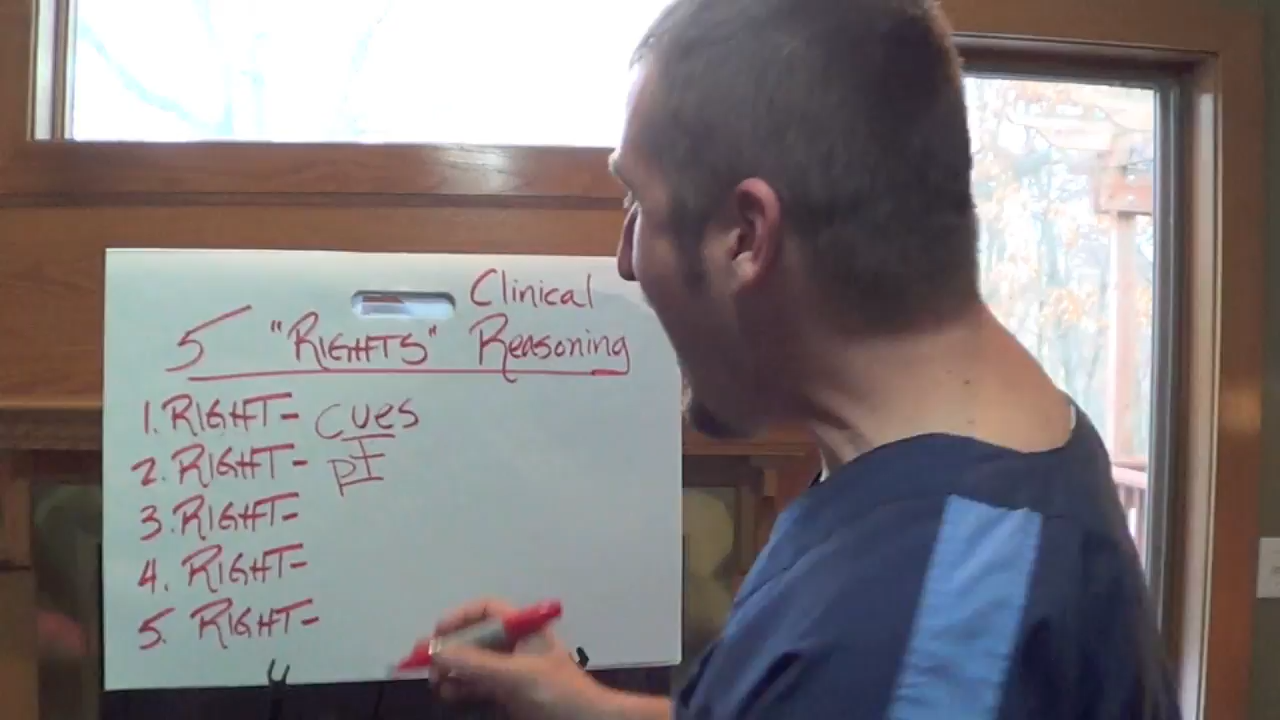 Clinical
5 "RIGHTS" Reasoning
1. RIGHT- cues
2. RIGHT- pt
3. RIGHT-
4. RIGHT-
5. RIGHT-